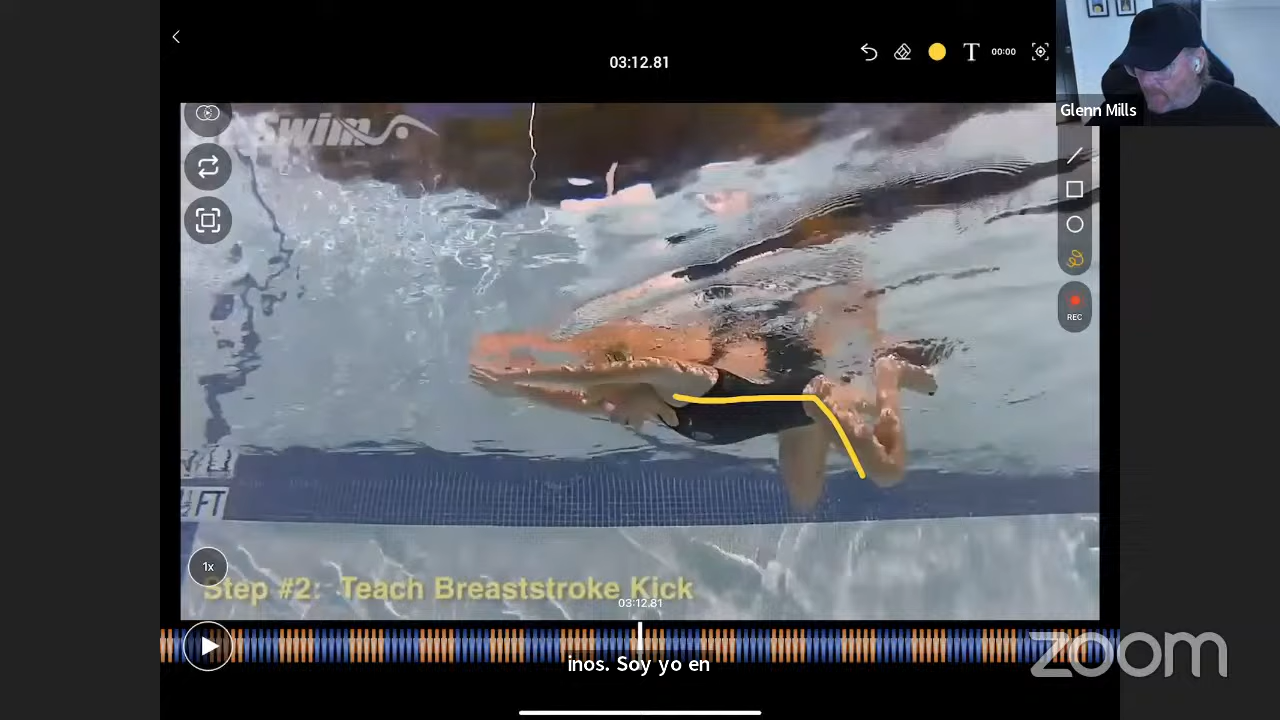 03:12.81
T
00:00
Glenn Mills
Swim
REC
FT
1x
Step #2: Teach Breaststroke Kick
03:12.81
inos. Soy yo en
zoom